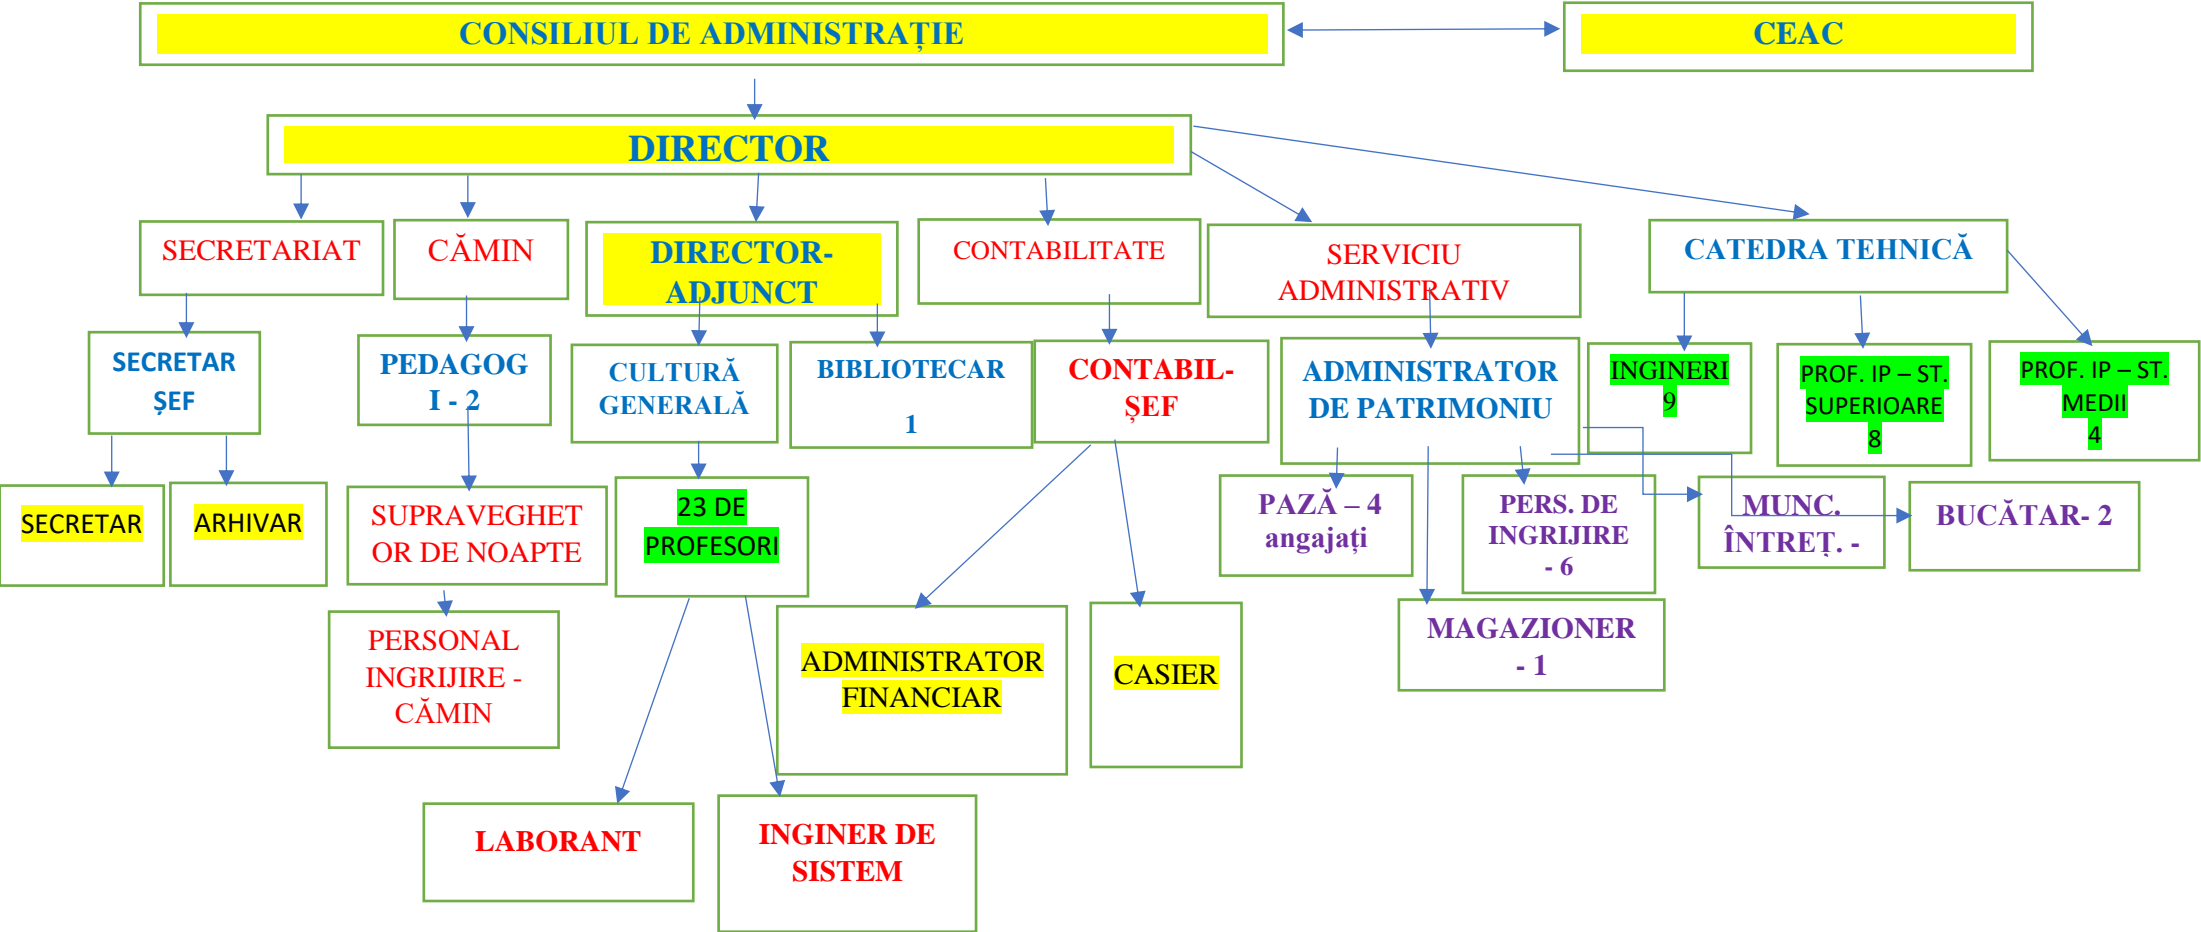 CONSILIUL DE ADMINISTRAȚIE
CEAC
DIRECTOR
SECRETARIAT
CĂMIN
DIRECTOR-
ADJUNCT
CONTABILITATE
SERVICIU
ADMINISTRATIV
CATEDRA TEHNICĂ
SECRETAR
ȘEF
PEDAGOG
I - 2
CULTURĂ
GENERALĂ
BIBLIOTECAR
1
CONTABIL-
ȘEF
ADMINISTRATOR
DE PATRIMONIU
INGINERI
9
PROF. IP – ST.
SUPERIOARE
8
PROF. IP – ST.
MEDII
4
SECRETAR
ARHIVAR
SUPRAVEGHET
OR DE NOAPTE
23 DE
PROFESORI
PAZĂ – 4
angajați
PERS. DE
INGRIJIRE
- 6
MUNC.
ÎNTREȚ. -
BUCĂTAR- 2
PERSONAL
INGRIJIRE -
CĂMIN
ADMINISTRATOR
FINANCIAR
CASIER
MAGAZIONER
- 1
LABORANT
INGINER DE
SISTEM